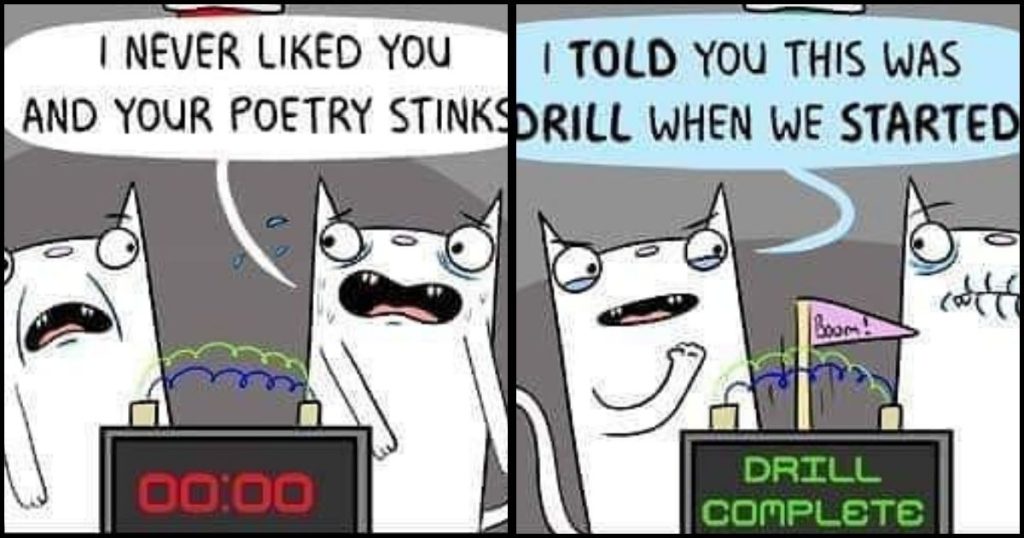 I NEVER LIKED YOU
AND YOUR POETRY STINKS
00:00
I TOLD YOU THIS WAS
DRILL WHEN WE STARTED
Boom!
DRILL
COMPLETE